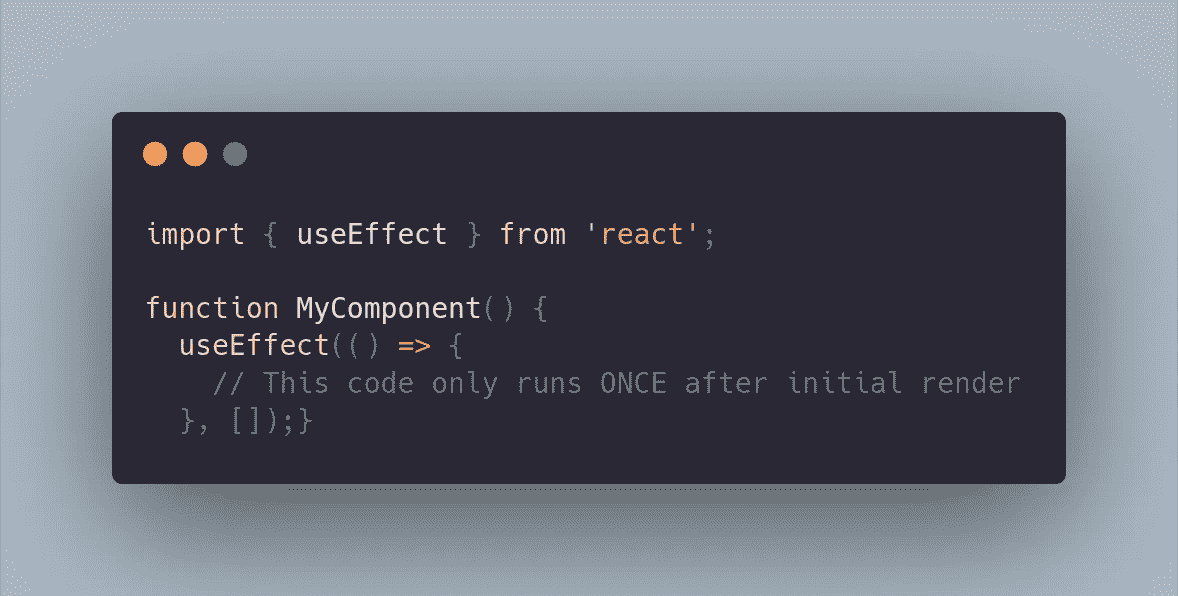 import { useEffect } from 'react';
function MyComponent() {
useEffect(() => {
// This code only runs ONCE after initial render
}, []);}